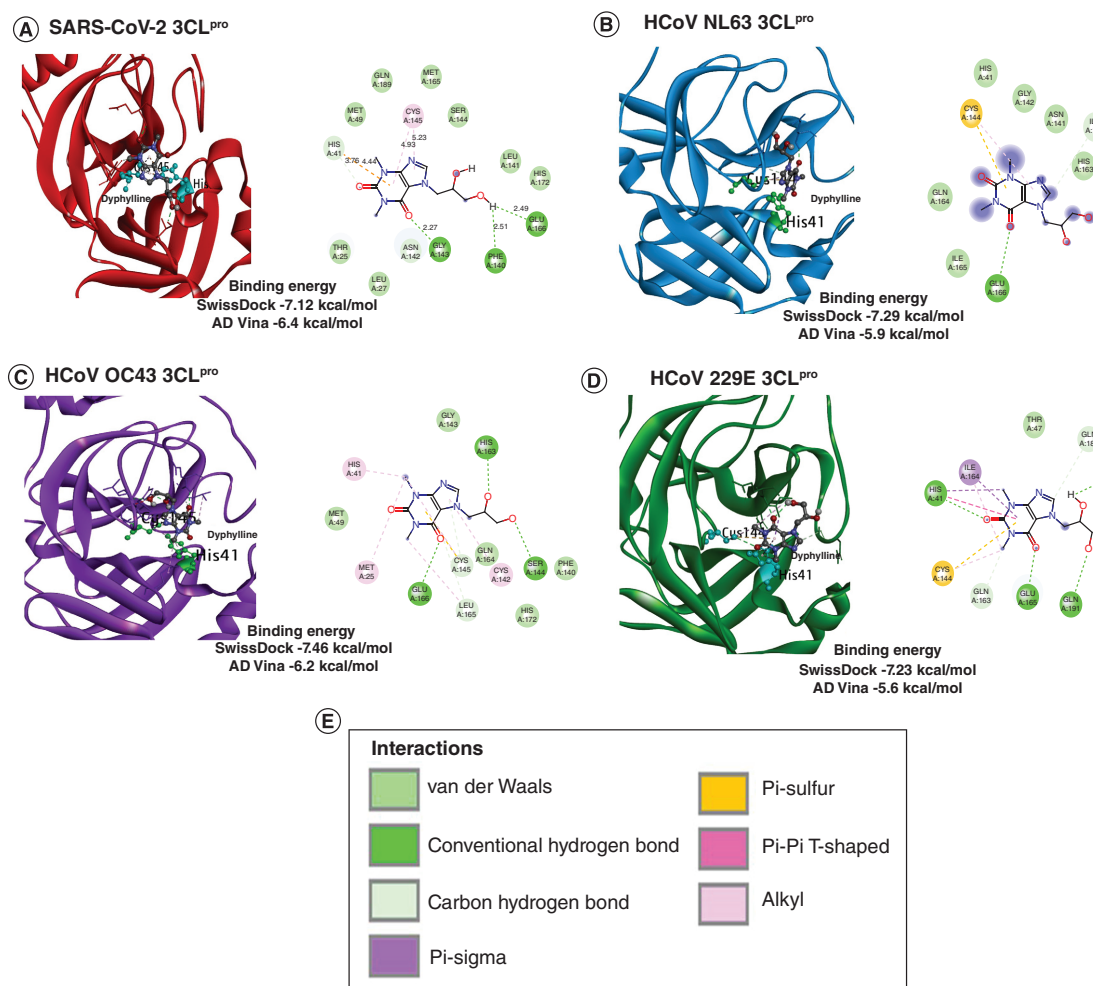 A SARS-CoV-2 3CLpro
GLN
A:189
MET
A:165
MET
A:49
CYS
A:145
SER
A:144
HIS
A:41
3.76
4.44
4.93
5.23
LEU
A:141
HIS
A:172
N
N
N
N
O
O
O
H
H
2.49
GLU
A:166
2.27
2.51
THR
A:25
ASN
A:142
GLY
A:143
PHE
A:140
LEU
A:27
Dyphylline
Binding energy
SwissDock -7.12 kcal/mol
AD Vina -6.4 kcal/mol
B HCoV NL63 3CLpro
HIS
A:41
GLY
A:142
CYS
A:144
ASN
A:141
HIS
A:163
GLN
A:164
N
N
N
N
O
O
O
O
ILE
A:165
GLU
A:166
Dyphylline
His41
Binding energy
SwissDock -7.29 kcal/mol
AD Vina -5.9 kcal/mol
C HCoV OC43 3CLpro
GLY
A:143
HIS
A:163
HIS
A:41
MET
A:49
N
N
N
N
O
O
O
O
GLN
A:164
CYS
A:145
MET
A:25
CYS
A:142
SER
A:144
PHE
A:140
GLU
A:166
LEU
A:165
HIS
A:172
Cys145
Dyphylline
His41
Binding energy
SwissDock -7.46 kcal/mol
AD Vina -6.2 kcal/mol
D HCoV 229E 3CLpro
THR
A:47
ILE
A:164
HIS
A:41
N
N
N
N
O
O
O
O
H
CYS
A:144
GLN
A:163
GLU
A:165
GLN
A:191
Cys144
Dyphylline
His41
Binding energy
SwissDock -7.23 kcal/mol
AD Vina -5.6 kcal/mol
E
Interactions
van der Waals
Conventional hydrogen bond
Carbon hydrogen bond
Pi-sigma
Pi-sulfur
Pi-Pi T-shaped
Alkyl